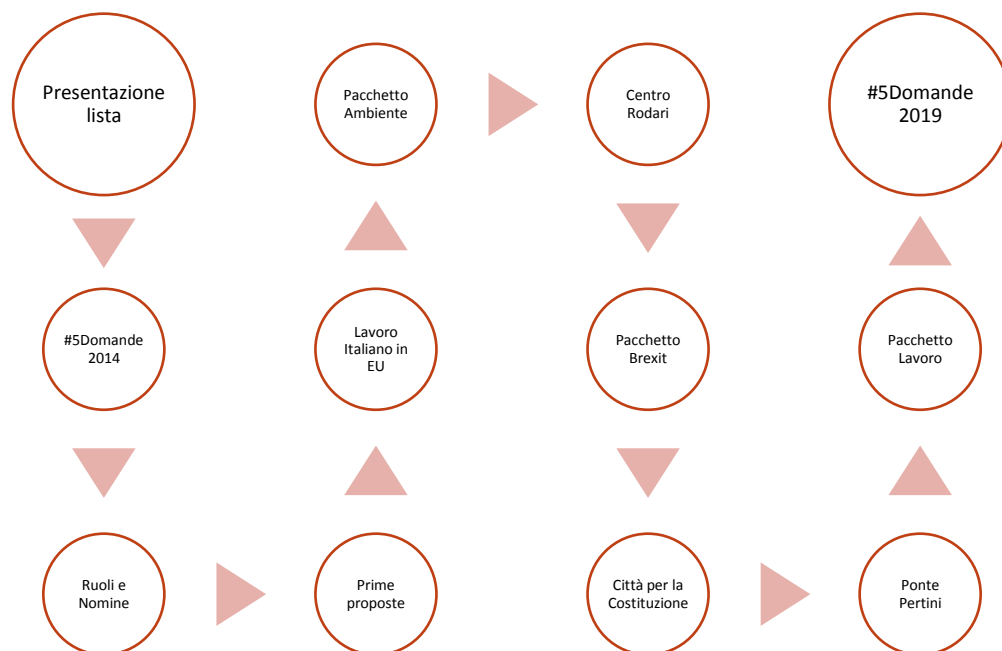 Presentazione
lista
#5Domande
2014
Ruoli e
Nomine
Prime
proposte
Lavoro
Italiano in
EU
Pacchetto
Ambiente
Centro
Rodari
Pacchetto
Brexit
Città per la
Costituzione
Ponte
Pertini
Pacchetto
Lavoro
#5Domande
2019